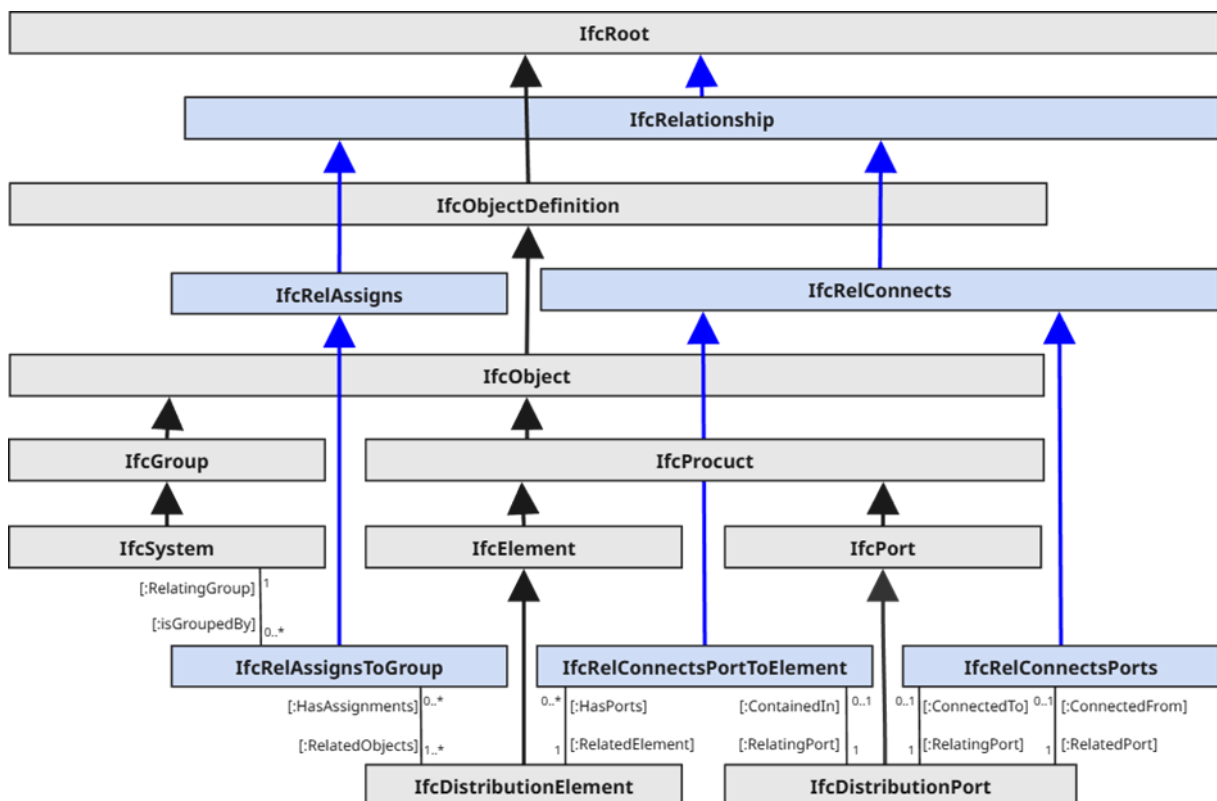 IfcRoot
IfcRelationship
IfcObjectDefinition
IfcRelAssigns
IfcRelConnects
IfcObject
IfcGroup
IfcProcuct
IfcSystem
IfcElement
IfcPort
[:RelatingGroup] 1
[:isGroupedBy] 0..*
IfcRelAssignsToGroup
IfcRelConnectsPortToElement
IfcRelConnectsPorts
[:HasAssignments] 0..*
0..* [:HasPorts]
[:ContainedIn] 0..1
0..1 [:ConnectedTo]
0..1 [:ConnectedFrom]
[:RelatedObjects] 1..*
1 [:RelatedElement]
[:RelatingPort] 1
1 [:RelatingPort]
1 [:RelatedPort]
IfcDistributionElement
IfcDistributionPort